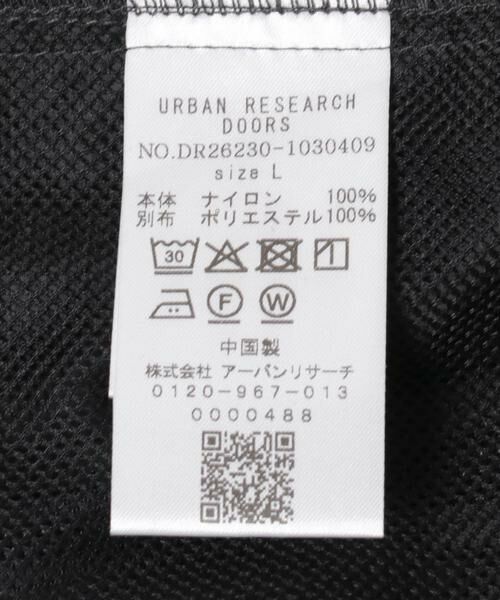 URBAN RESEARCH
DOORS
NO.DR26230-1030409
size L
本体 ナイロン 100%
別布 ポリエステル100%
30
F W
中国製
株式会社 アーバンリサーチ
0120-967-013
0000488